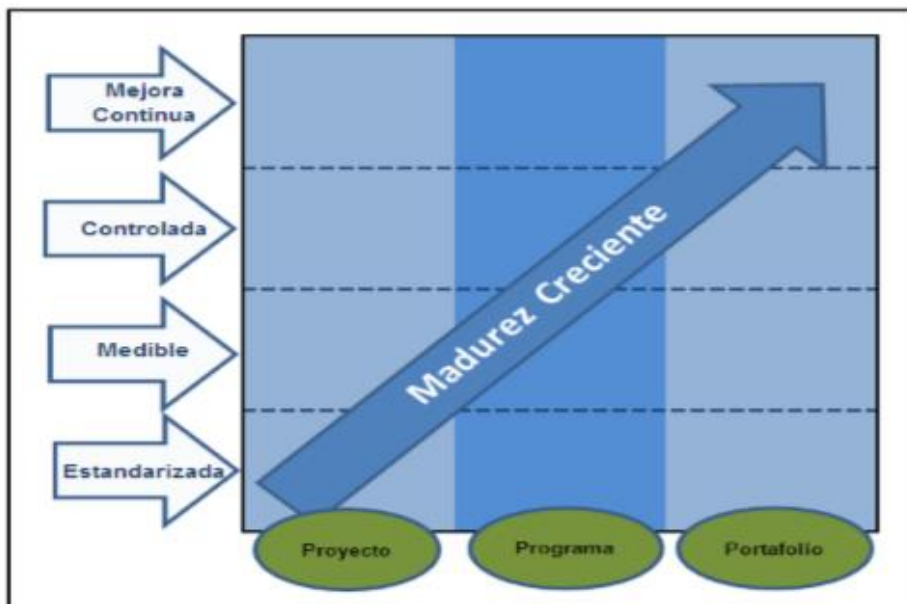 Mejora
Continua
Controlada
Medible
Estandarizada
Madurez Creciente
Proyecto
Programa
Portafolio